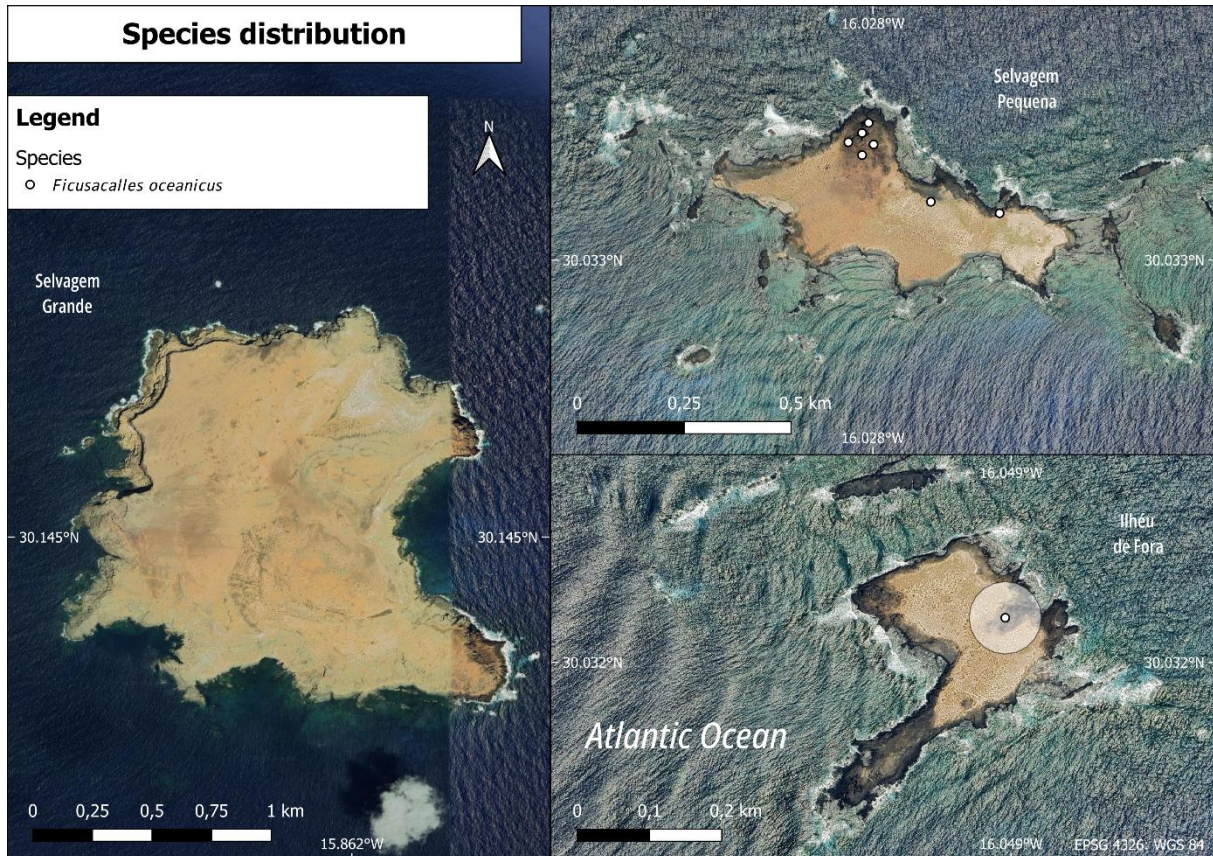 Species distribution
Legend
Species
Ficusacalles oceanicus
N
Selvagem
Grande
30.145°N
30.145°N
0 0,25 0,5 0,75 1 km
15.862°W
16.028°W
Selvagem
Pequena
30.033°N
30.033°N
0 0,25 0,5 km
16.028°W
16.049°W
Ilhéu
de Fora
30.032°N
30.032°N
Atlantic Ocean
0 0,1 0,2 km
16.049°W
EPSG 4326. WGS 84